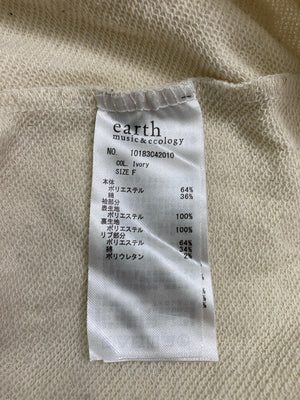 earth
music&ecology
NO. 10183C42010
COL. Ivory
SIZE F
本体
ポリエステル 64%
綿 36%
袖部分
表生地
ポリエステル 100%
裏生地
ポリエステル 100%
リブ部分
ポリエステル 64%
綿 34%
ポリウレタン 2%